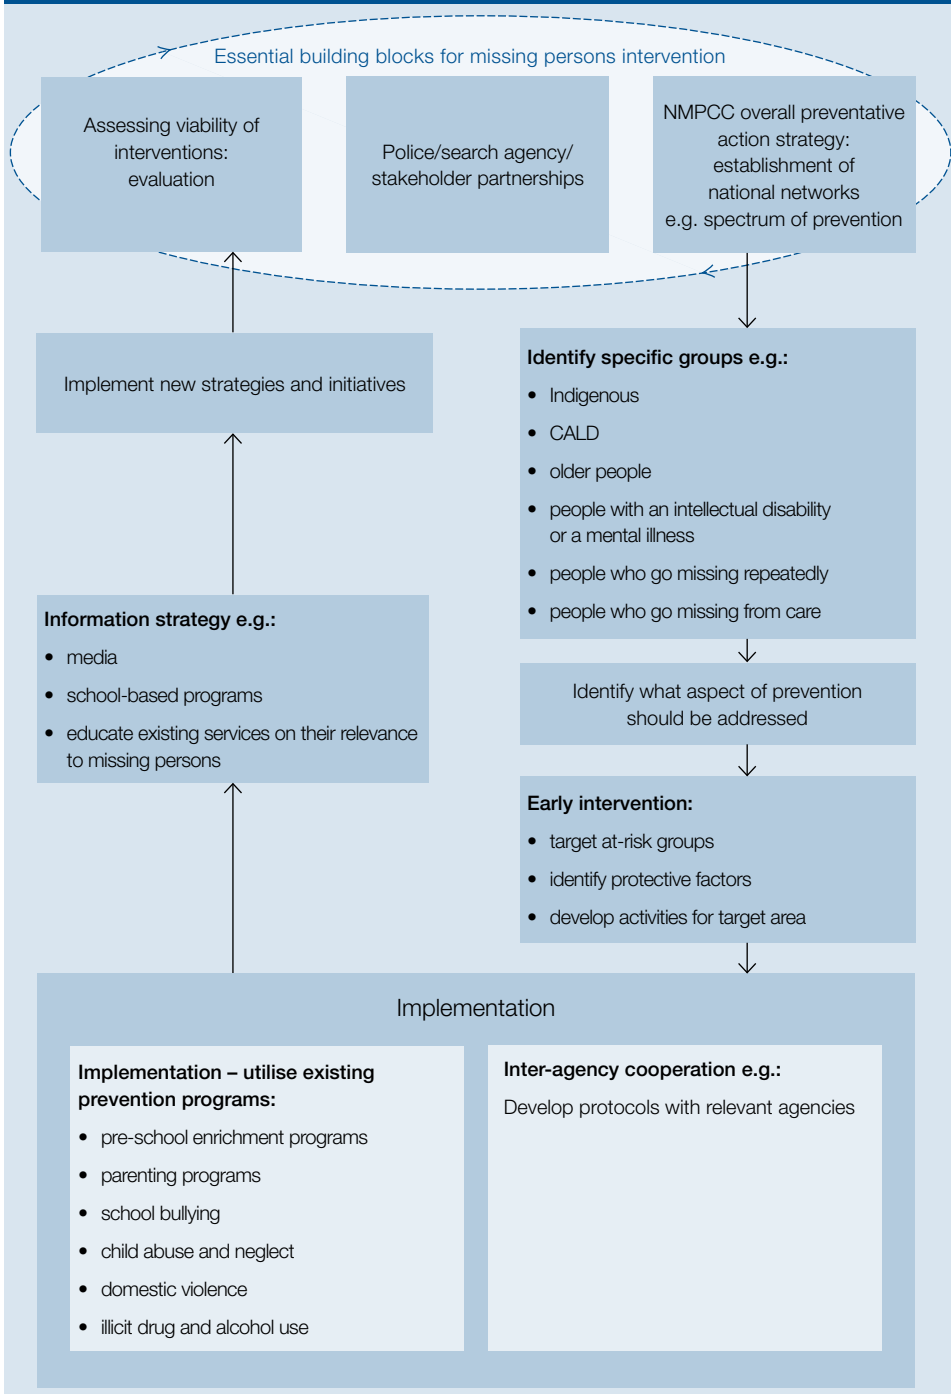 Essential building blocks for missing persons intervention
Assessing viability of
interventions:
evaluation
Police/search agency/
stakeholder partnerships
NMPCC overall preventative
action strategy:
establishment of
national networks
e.g. spectrum of prevention
Implement new strategies and initiatives
Identify specific groups e.g.:
• Indigenous
• CALD
• older people
• people with an intellectual disability
or a mental illness
• people who go missing repeatedly
• people who go missing from care
Information strategy e.g.:
• media
• school-based programs
• educate existing services on their relevance
to missing persons
Identify what aspect of prevention
should be addressed
Early intervention:
• target at-risk groups
• identify protective factors
• develop activities for target area
Implementation
Implementation – utilise existing
prevention programs:
• pre-school enrichment programs
• parenting programs
• school bullying
• child abuse and neglect
• domestic violence
• illicit drug and alcohol use
Inter-agency cooperation e.g.:
Develop protocols with relevant agencies